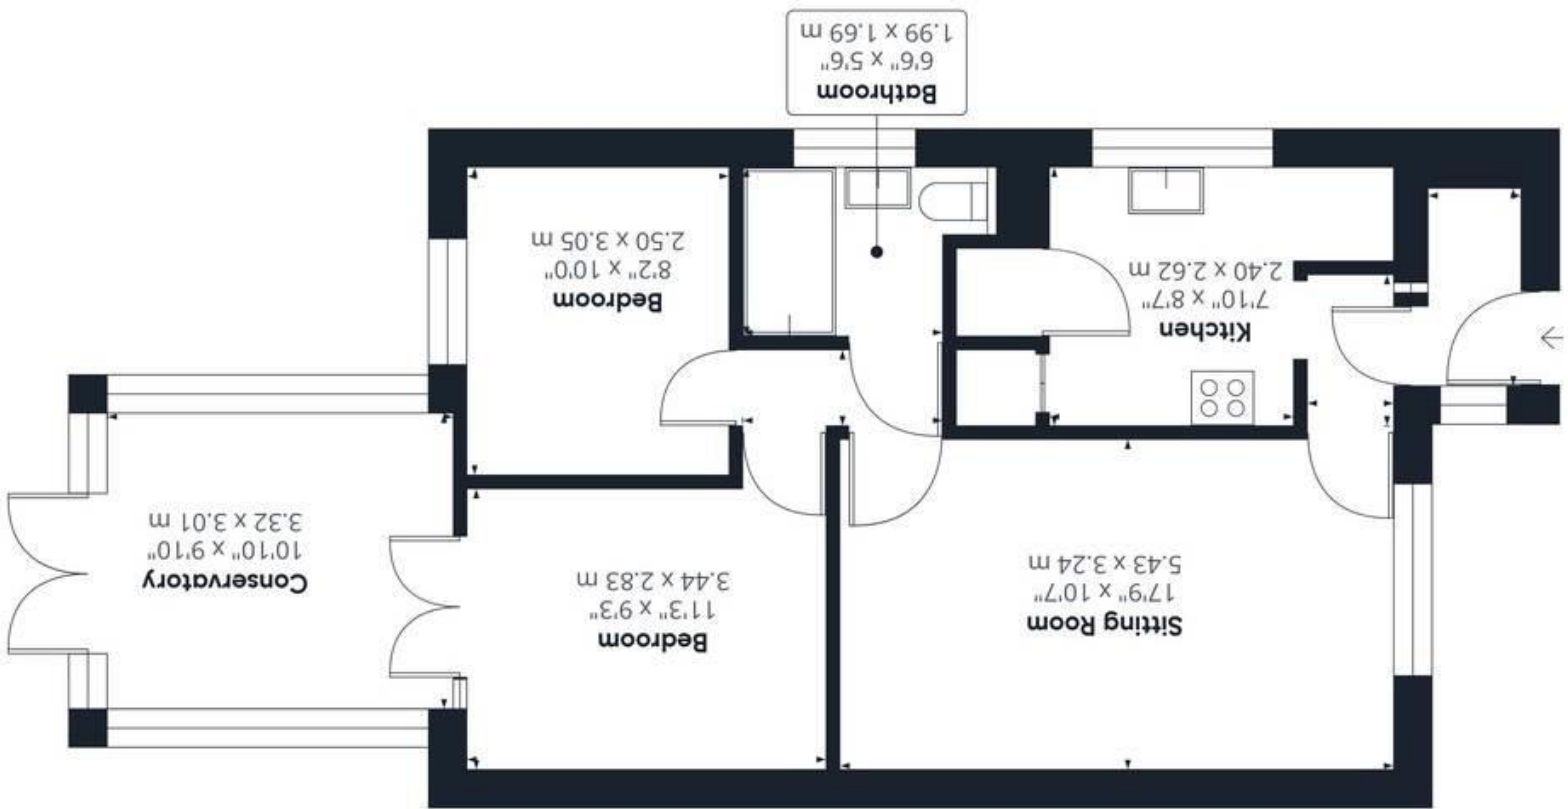 Sitting Room
17'9" x 10'7"
5.43 x 3.24 m
Bedroom
11'3" x 9'3"
3.44 x 2.83 m
Conservatory
10'10" x 9'10"
3.32 x 3.01 m
Kitchen
7'10" x 8'7"
2.40 x 2.62 m
Bedroom
8'2" x 10'0"
2.50 x 3.05 m
Bathroom
6'6" x 5'6"
1.99 x 1.69 m